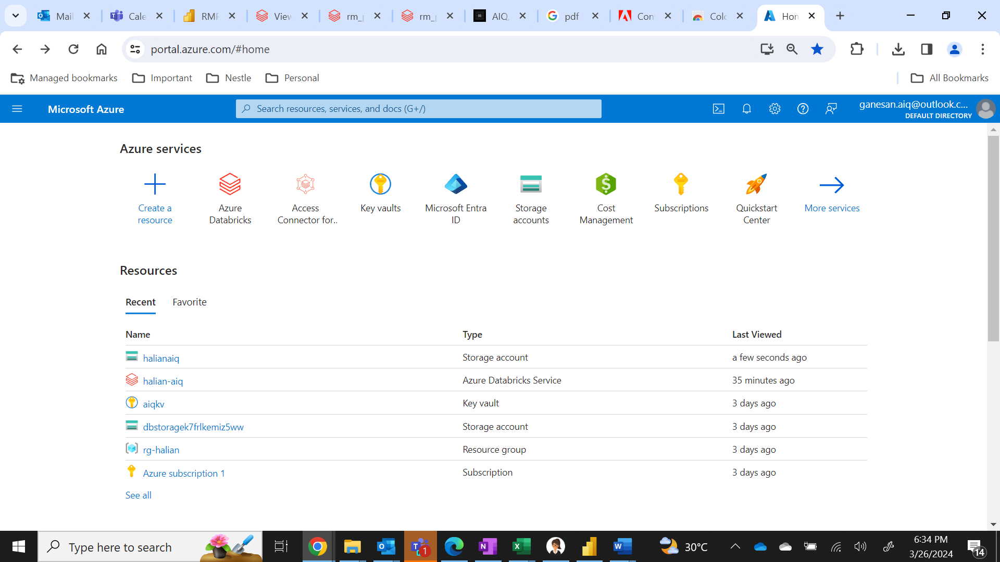 Mail
Cale
RMF
View
rm_p
rm_p
AIQ
pdf
Con
Colo
Hom
portal.azure.com/#home
Managed bookmarks
Important
Nestle
Personal
All Bookmarks
Microsoft Azure
Search resources, services, and docs (G+/)
ganesan.aiq@outlook.c...
DEFAULT DIRECTORY
Azure services
Create a resource
Azure Databricks
Access Connector for..
Key vaults
Microsoft Entra ID
Storage accounts
Cost Management
Subscriptions
Quickstart Center
More services
Resources
Recent
Favorite
Name Type Last Viewed
halianaiq Storage account a few seconds ago
halian-aiq Azure Databricks Service 35 minutes ago
aiqkv Key vault 3 days ago
dbstoragek7frlkemiz5ww Storage account 3 days ago
rg-halian Resource group 3 days ago
Azure subscription 1 Subscription 3 days ago
See all
Type here to search
1
30°C
6:34 PM
3/26/2024
14